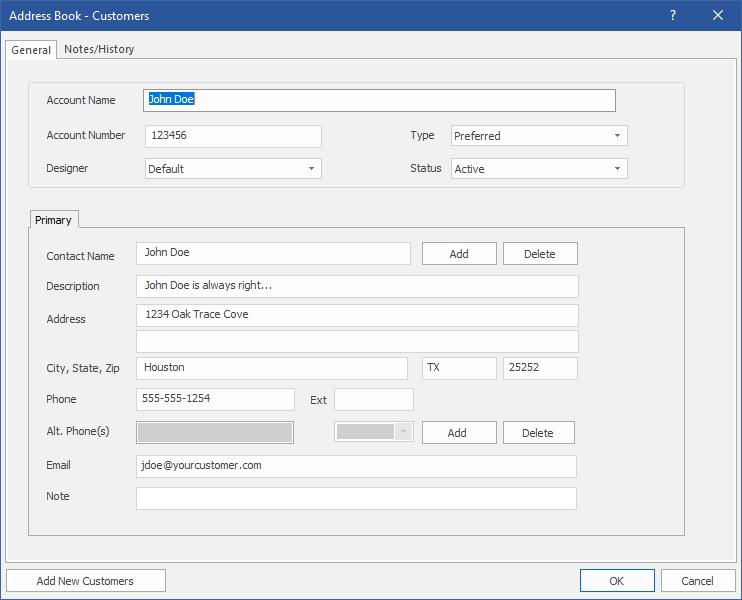 Address Book - Customers ?
General Notes/History
Account Name John Doe
Account Number 123456 Type Preferred
Designer Default Status Active
Primary
Contact Name John Doe Add Delete
Description John Doe is always right...
Address 1234 Oak Trace Cove
City, State, Zip Houston TX 25252
Phone 555-555-1254 Ext
Alt. Phone(s) Add Delete
Email jdoe@yourcustomer.com
Note
Add New Customers OK Cancel